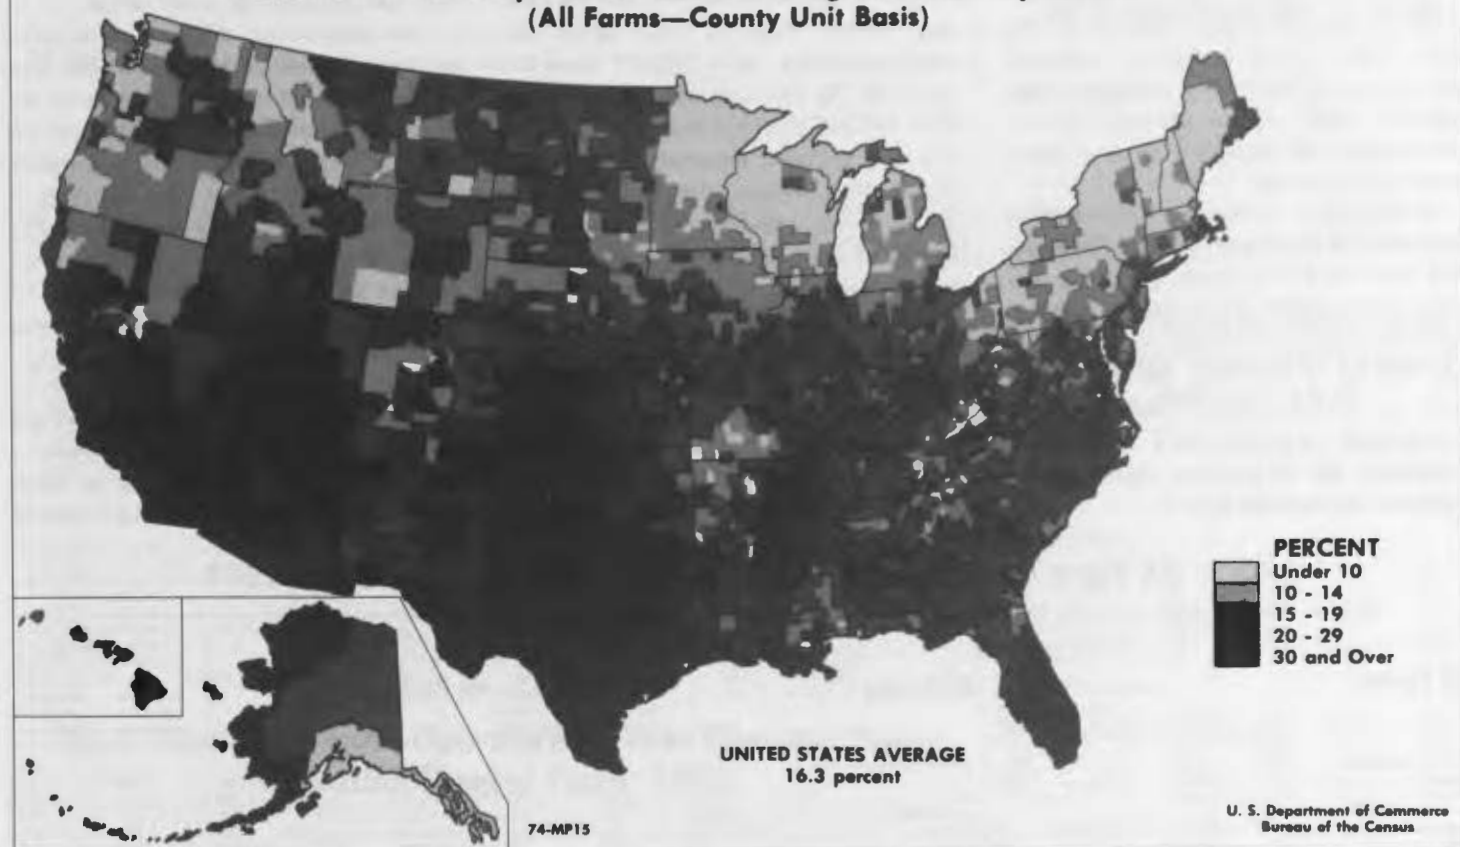 (All Farms—County Unit Basis)
PERCENT
Under 10
10 - 14
15 - 19
20 - 29
30 and Over
UNITED STATES AVERAGE
16.3 percent
74-MP15
U. S. Department of Commerce
Bureau of the Census